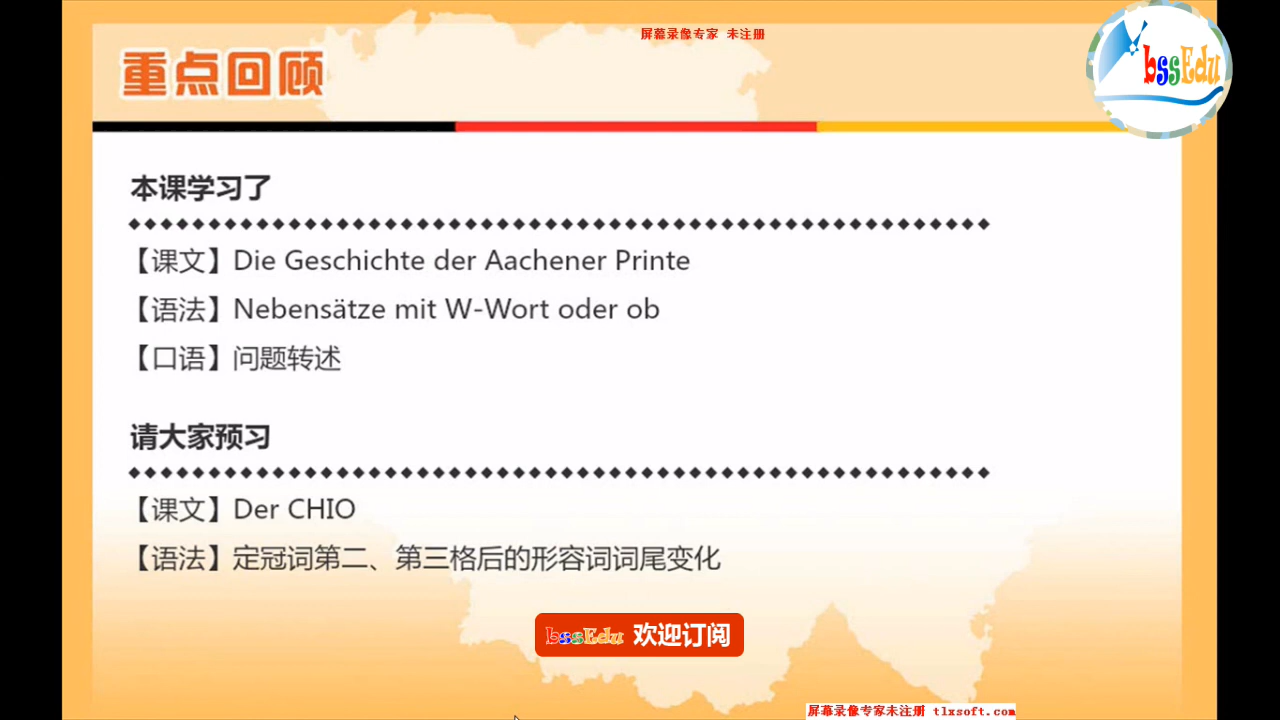 屏幕录像专家 未注册
重点回顾
bssEdu
本课学习了
【课文】Die Geschichte der Aachener Printe
【语法】Nebensätze mit W-Wort oder ob
【口语】问题转述
请大家预习
【课文】Der CHIO
【语法】定冠词第二、第三格后的形容词词尾变化
bssEdu 欢迎订阅
屏幕录像专家未注册 tlxsoft.com